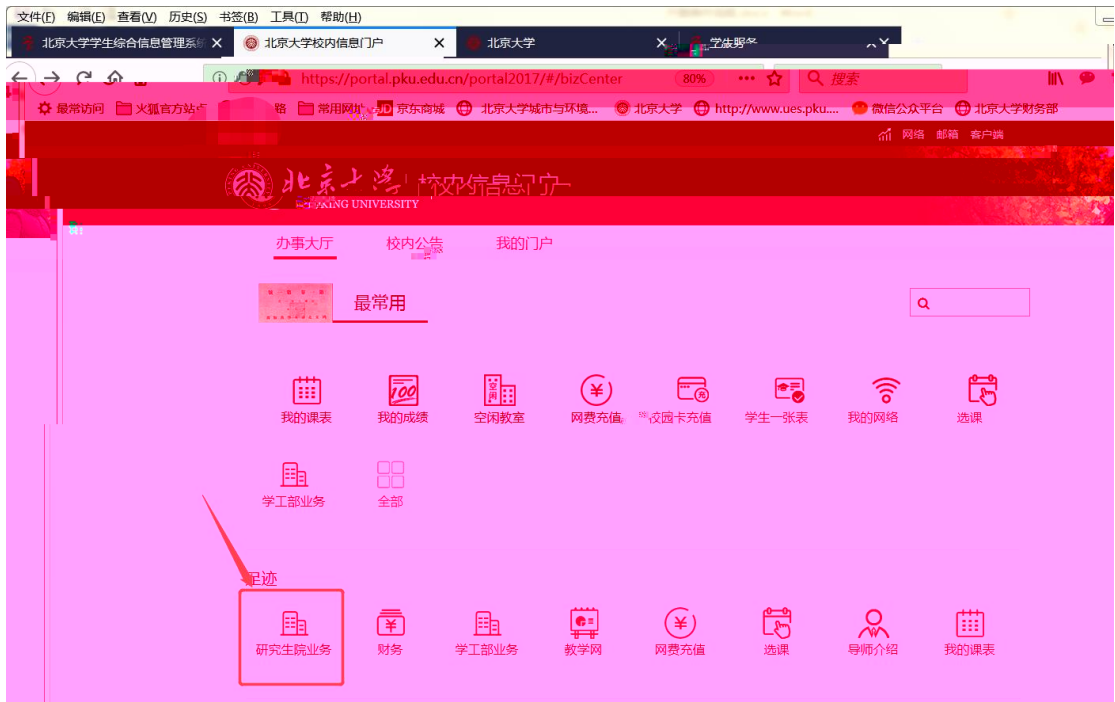 文件(F) 编辑(E) 查看(V) 历史(S) 书签(B) 工具(T) 帮助(H)
北京大学学生综合信息管理系统 北京大学校内信息门户 北京大学
https://portal.pku.edu.cn/portal2017/#/bizCenter 80% 搜索
最常访问 火狐官方站点 常用网址 JD 京东商城 北京大学城市与环境... 北京大学 http://www.ues.pku.... 微信公众平台 北京大学财务部
网络 邮箱 客户端
北京大学 校内信息门户
PEKING UNIVERSITY
办事大厅 校内公告 我的门户
最常用
我的课表 我的成绩 空闲教室 网费充值 校园卡充值 学生一张表 我的网络 选课
学工部业务 全部
足迹
研究生院业务 财务 学工部业务 教学网 网费充值 选课 导师介绍 我的课表